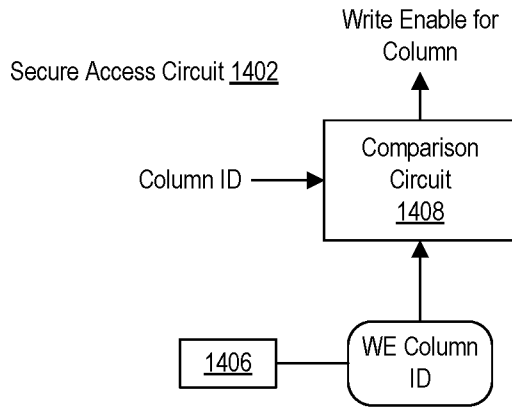 Write Enable for
Column
Secure Access Circuit 1402
Comparison
Circuit
1408
Column ID
WE Column
ID
1406